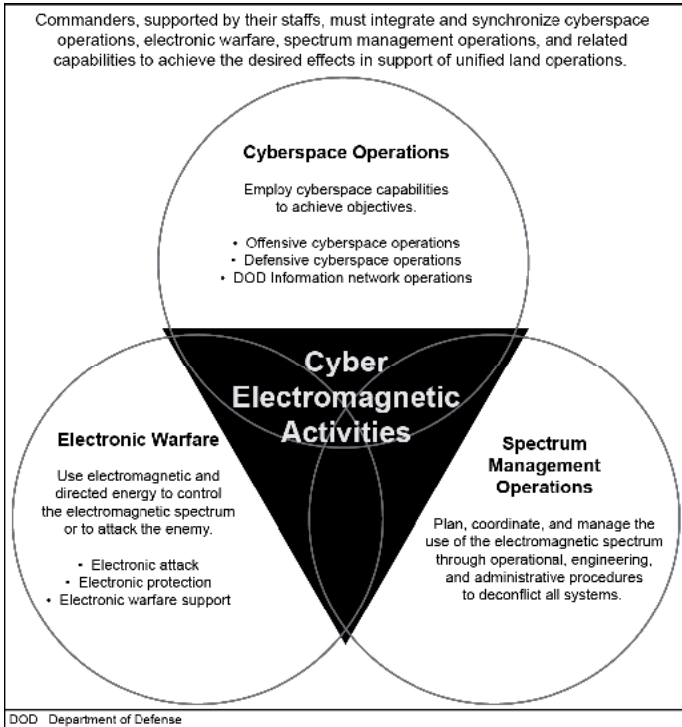 Commanders, supported by their staffs, must integrate and synchronize cyberspace
operations, electronic warfare, spectrum management operations, and related
capabilities to achieve the desired effects in support of unified land operations.
Cyberspace Operations
Employ cyberspace capabilities
to achieve objectives.
• Offensive cyberspace operations
• Defensive cyberspace operations
• DOD Information network operations
Cyber
Electromagnetic
Activities
Electronic Warfare
Use electromagnetic and
directed energy to control
the electromagnetic spectrum
or to attack the enemy.
• Electronic attack
• Electronic protection
• Electronic warfare support
Spectrum
Management
Operations
Plan, coordinate, and manage the
use of the electromagnetic spectrum
through operational, engineering,
and administrative procedures
to deconflict all systems.
DOD Department of Defense